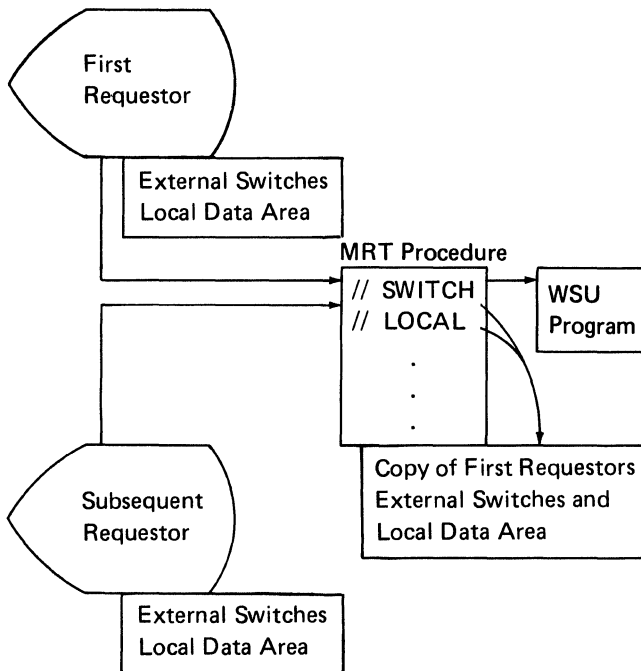 First
Requestor
External Switches
Local Data Area
MRT Procedure
// SWITCH
// LOCAL
.
.
.
WSU
Program
Copy of First Requestors
External Switches and
Local Data Area
Subsequent
Requestor
External Switches
Local Data Area